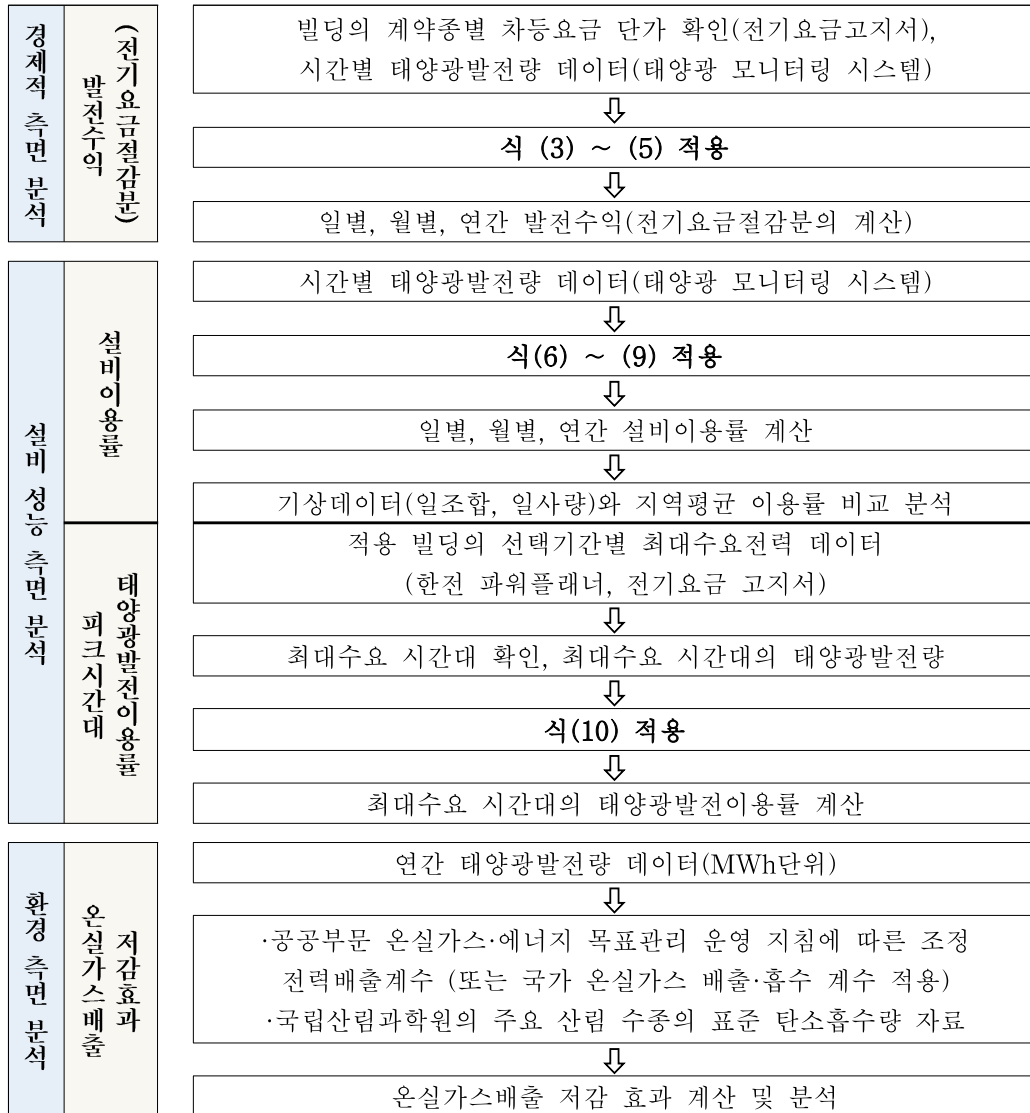 경제적 측면 분석
발전수익
(전기요금절감분)
빌딩의 계약종별 차등요금 단가 확인(전기요금고지서),
시간별 태양광발전량 데이터(태양광 모니터링 시스템)
식 (3) ~ (5) 적용
일별, 월별, 연간 발전수익(전기요금절감분의 계산)
설비 성능 측면 분석
설비이용률
시간별 태양광발전량 데이터(태양광 모니터링 시스템)
식(6) ~ (9) 적용
일별, 월별, 연간 설비이용률 계산
기상데이터(일조합, 일사량)와 지역평균 이용률 비교 분석
피크시간대
태양광발전이용률
적용 빌딩의 선택기간별 최대수요전력 데이터
(한전 파워플래너, 전기요금 고지서)
최대수요 시간대 확인, 최대수요 시간대의 태양광발전량
식(10) 적용
최대수요 시간대의 태양광발전이용률 계산
환경 측면 분석
온실가스배출
저감효과
연간 태양광발전량 데이터(MWh단위)
·공공부문 온실가스·에너지 목표관리 운영 지침에 따른 조정
전력배출계수 (또는 국가 온실가스 배출·흡수 계수 적용)
·국립산림과학원의 주요 산림 수종의 표준 탄소흡수량 자료
온실가스배출 저감 효과 계산 및 분석